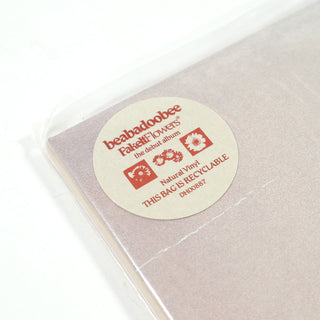 beabadoobee
Fake It Flowers
the debut album
Natural Vinyl
THIS BAG IS RECYCLABLE
DH00887